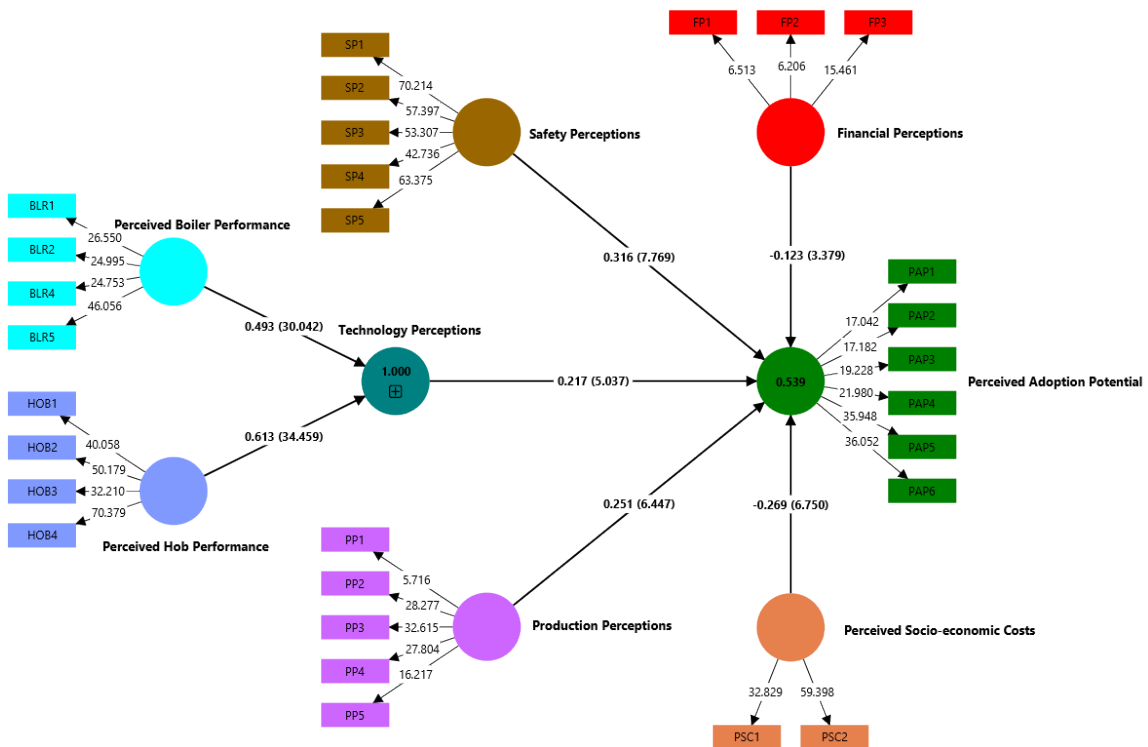 FP1 FP2 FP3
6.513 6.206 15.461
Financial Perceptions
SP1
SP2
SP3
SP4
SP5
70.214
57.397
53.307
42.736
63.375
Safety Perceptions
BLR1
BLR2
BLR4
BLR5
26.550
24.995
24.753
46.056
Perceived Boiler Performance
0.493 (30.042)
0.316 (7.769)
-0.123 (3.379)
Technology Perceptions
1.000
0.217 (5.037)
0.539
PAP1
PAP2
PAP3
PAP4
PAP5
PAP6
17.042
17.182
19.228
21.980
35.948
36.052
Perceived Adoption Potential
HOB1
HOB2
HOB3
HOB4
40.058
50.179
32.210
70.379
Perceived Hob Performance
0.613 (34.459)
0.251 (6.447)
-0.269 (6.750)
PP1
PP2
PP3
PP4
PP5
5.716
28.277
32.615
27.804
16.217
Production Perceptions
Perceived Socio-economic Costs
32.829 59.398
PSC1 PSC2